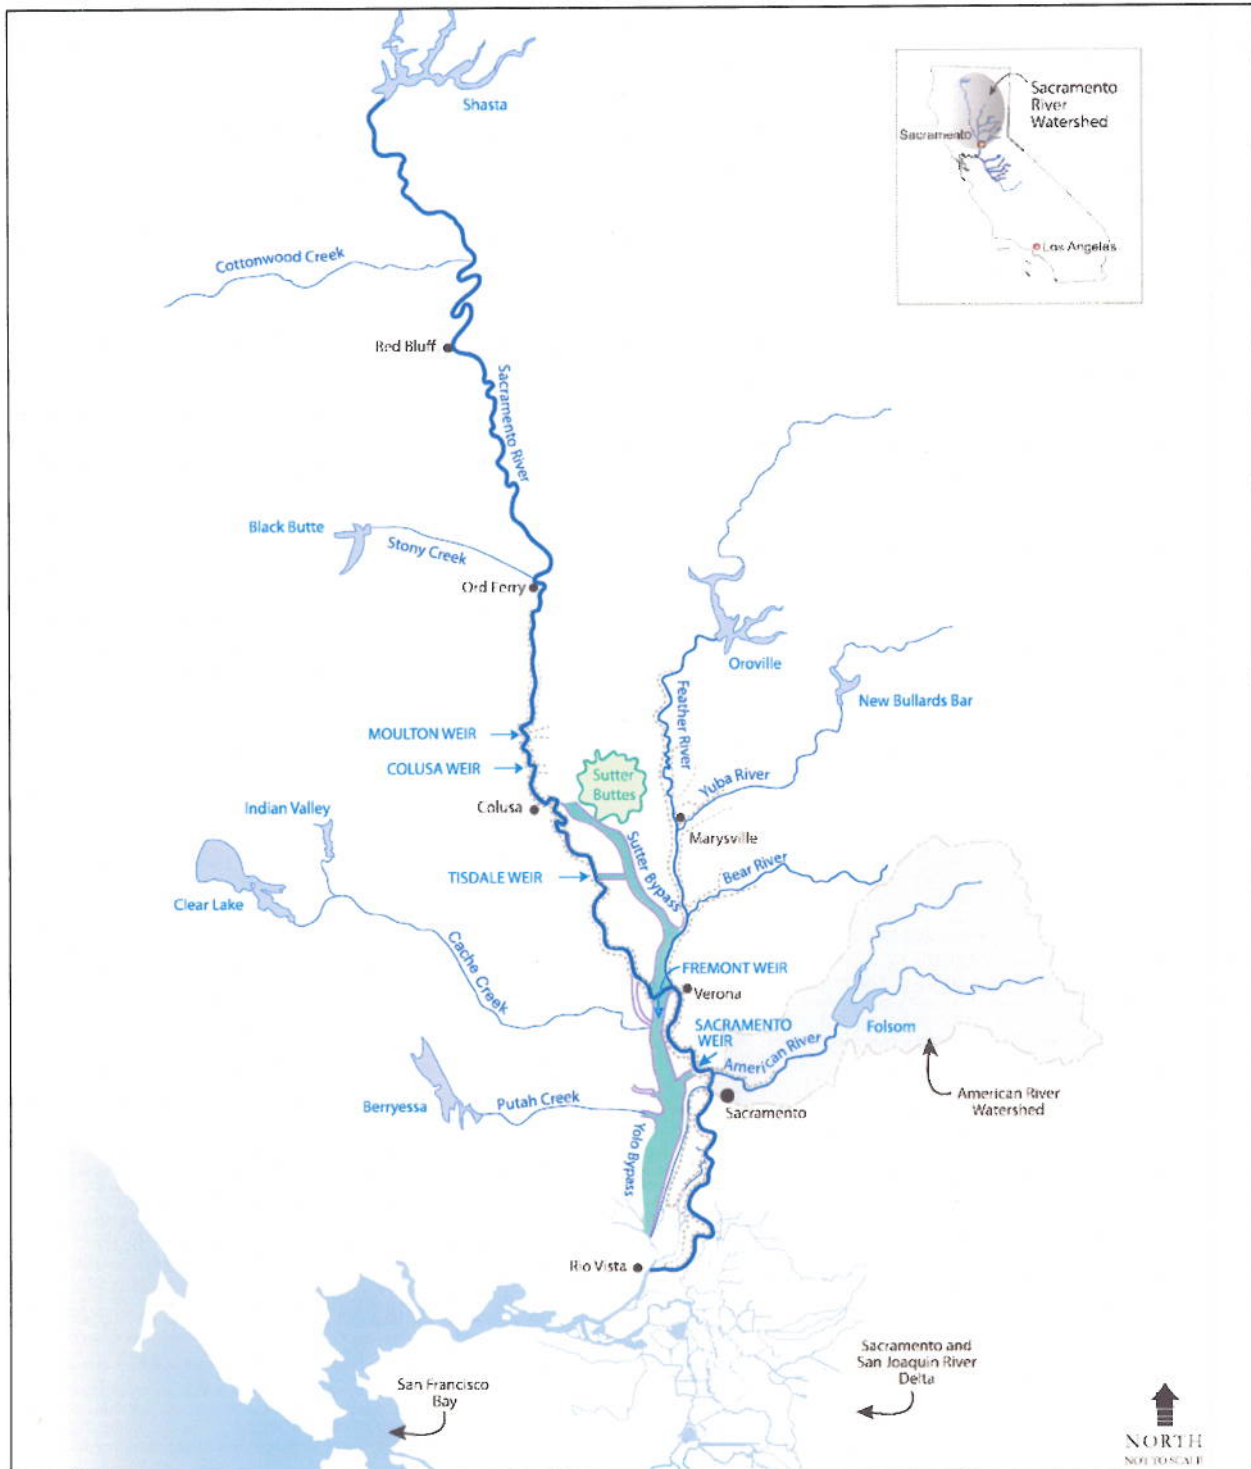 Shasta
Sacramento
River
Watershed
Sacramento
Los Angeles
Cottonwood Creek
Red Bluff
Sacramento River
Black Butte
Stony Creek
Ord Ferry
Oroville
Feather River
New Bullards Bar
MOULTON WEIR
COLUSA WEIR
Sutter
Buttes
Yuba River
Indian Valley
Colusa
Marysville
Sutter Bypass
Bear River
TISDALE WEIR
Clear Lake
Cache Creek
FREMONT WEIR
Verona
SACRAMENTO
WEIR
American River
Folsom
American River
Watershed
Berryessa
Putah Creek
Sacramento
Yolo Bypass
Rio Vista
Sacramento and
San Joaquin River
Delta
San Francisco
Bay
NORTH
NOT TO SCALE